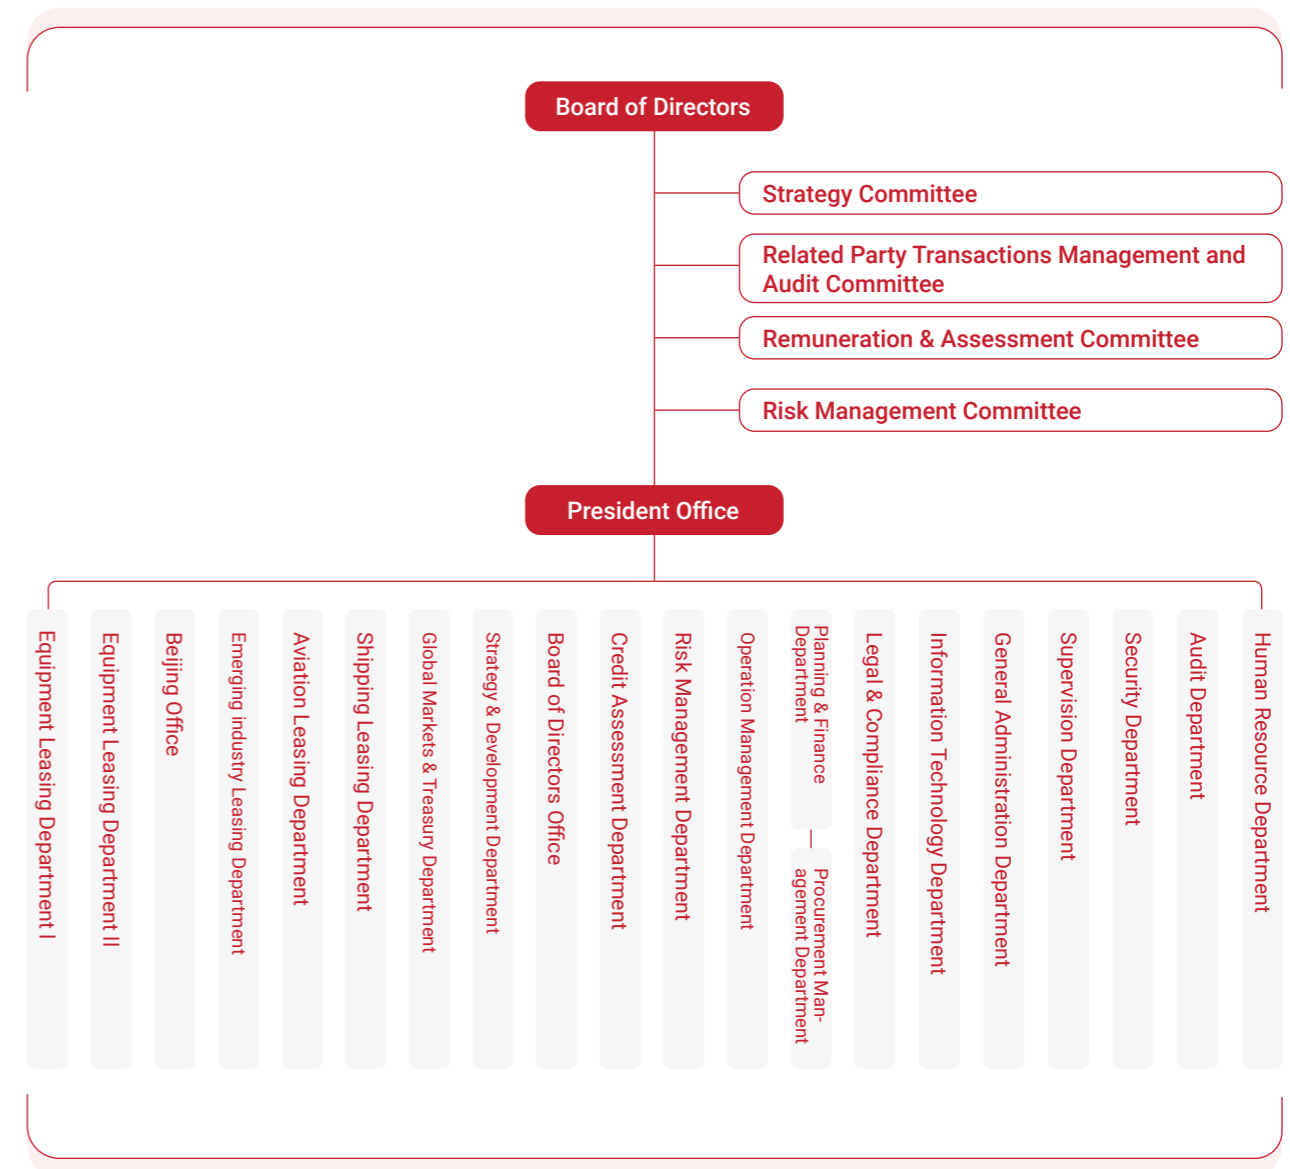 Board of Directors
Strategy Committee
Related Party Transactions Management and
Audit Committee
Remuneration & Assessment Committee
Risk Management Committee
President Office
Equipment Leasing Department I
Equipment Leasing Department II
Beijing Office
Emerging industry Leasing Department
Aviation Leasing Department
Shipping Leasing Department
Global Markets & Treasury Department
Strategy & Development Department
Board of Directors Office
Credit Assessment Department
Risk Management Department
Operation Management Department
Planning & Finance
Department
Procurement Man-
agement Department
Legal & Compliance Department
Information Technology Department
General Administration Department
Supervision Department
Security Department
Audit Department
Human Resource Department